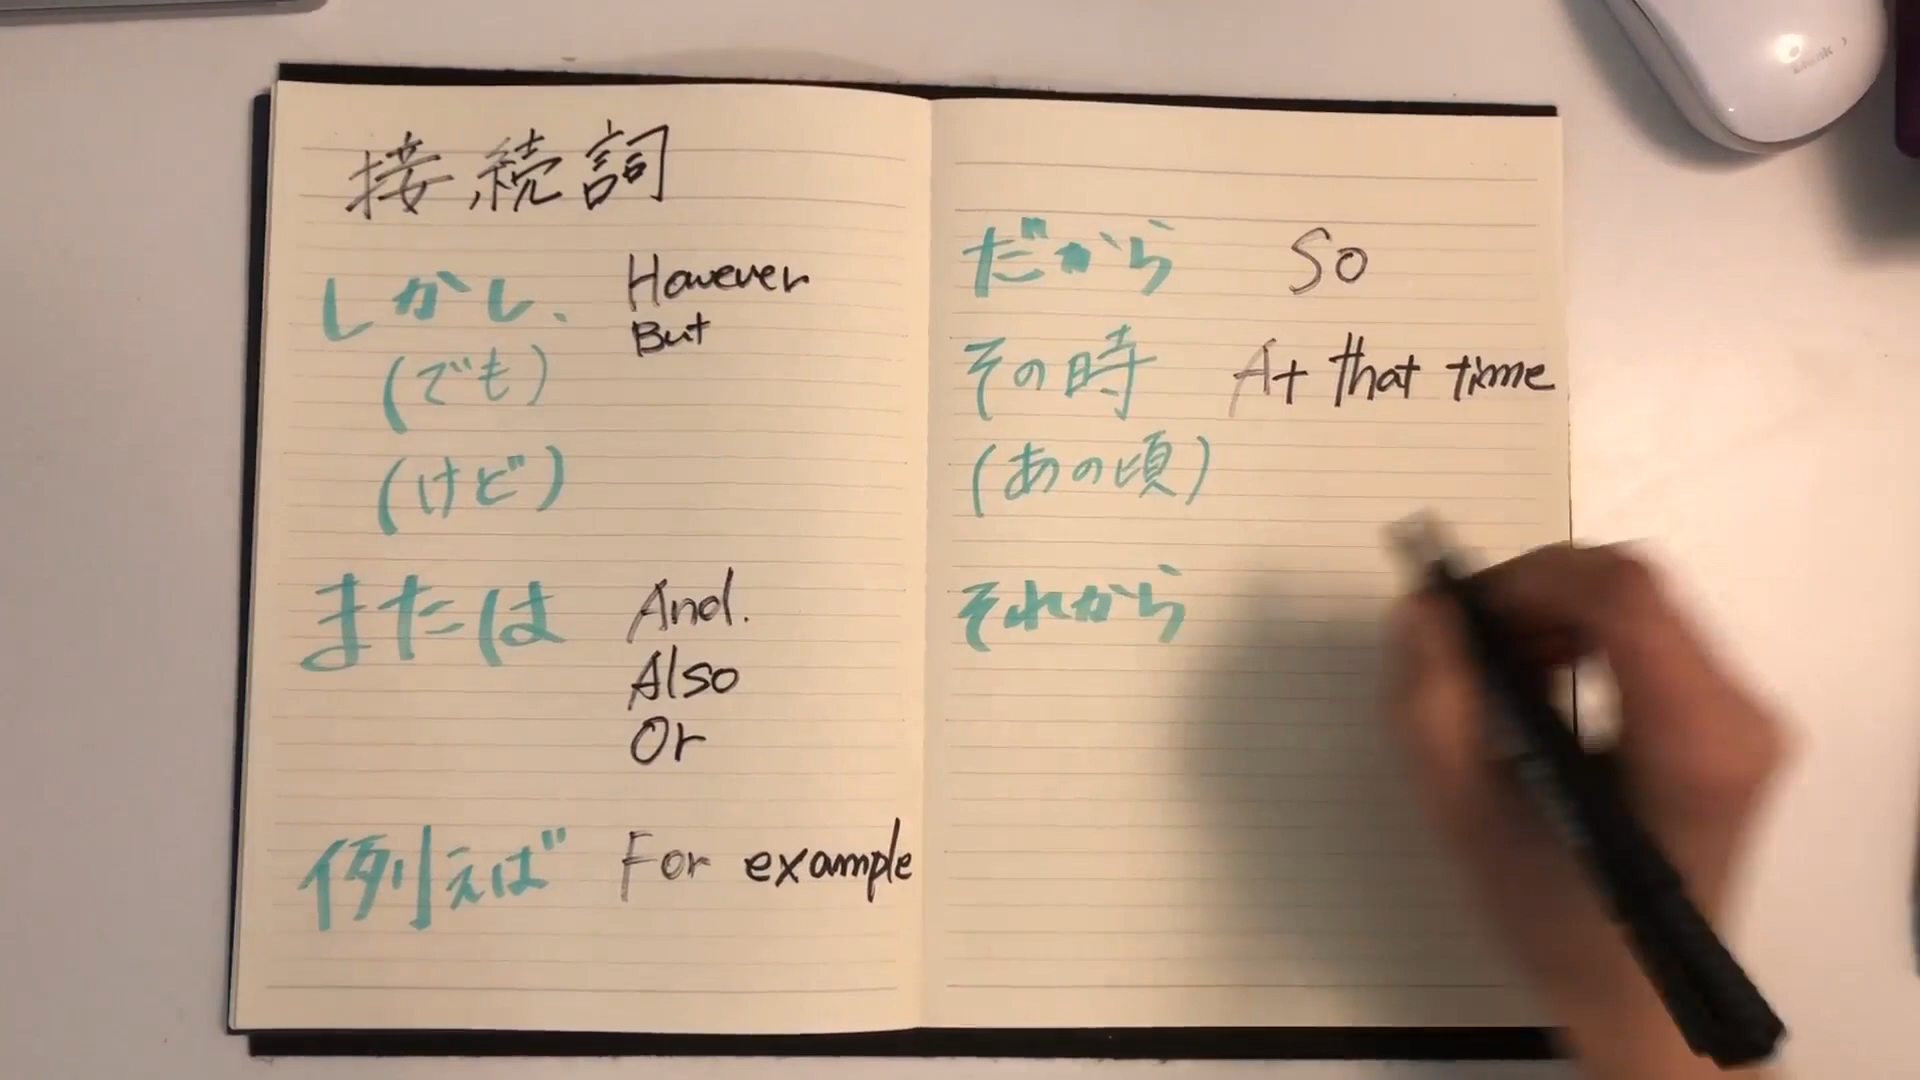 接続詞
しかし、 However
But
(でも)
(けど)
または And.
Also
Or
例えば For example
だから So
その時 At that time
(あの頃)
それから